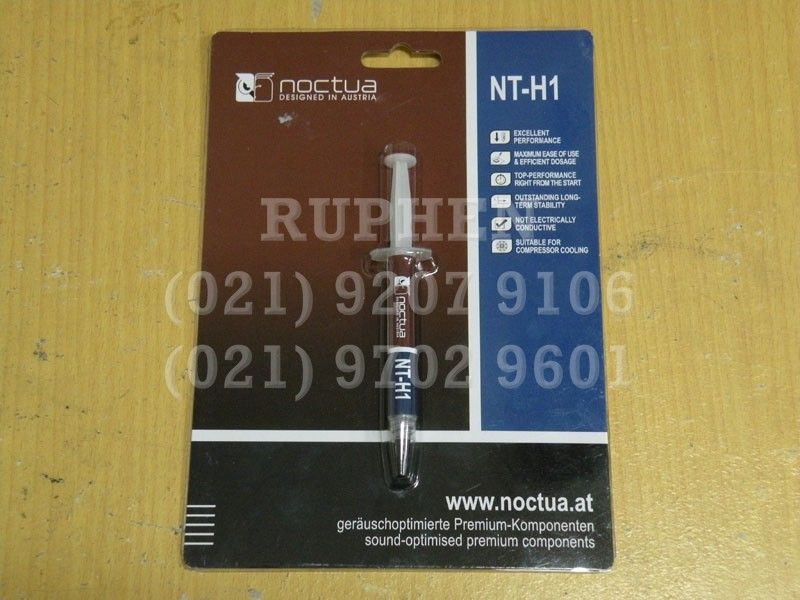 noctua
DESIGNED IN AUSTRIA
NT-H1
EXCELLENT
PERFORMANCE
MAXIMUM EASE OF USE
& EFFICIENT DOSAGE
TOP-PERFORMANCE
RIGHT FROM THE START
OUTSTANDING LONG-
TERM STABILITY
NOT ELECTRICALLY
CONDUCTIVE
SUITABLE FOR
COMPRESSOR COOLING
RUPHEN
(021) 9207 9106
(021) 9702 9601
noctua
NT-H1
www.noctua.at
geräuschoptimierte Premium-Komponenten
sound-optimised premium components